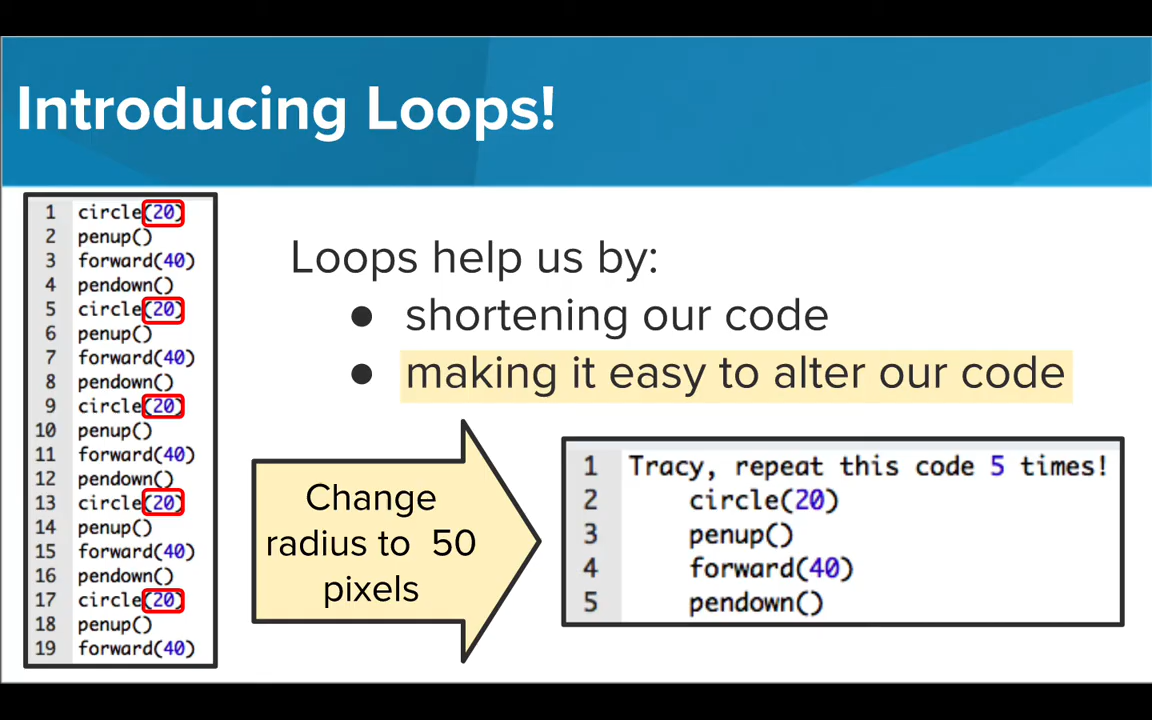 Introducing Loops!
1 circle(20)
2 penup()
3 forward(40)
4 pendown()
5 circle(20)
6 penup()
7 forward(40)
8 pendown()
9 circle(20)
10 penup()
11 forward(40)
12 pendown()
13 circle(20)
14 penup()
15 forward(40)
16 pendown()
17 circle(20)
18 penup()
19 forward(40)
Loops help us by:
● shortening our code
● making it easy to alter our code
Change
radius to 50
pixels
1 Tracy, repeat this code 5 times!
2 circle(20)
3 penup()
4 forward(40)
5 pendown()